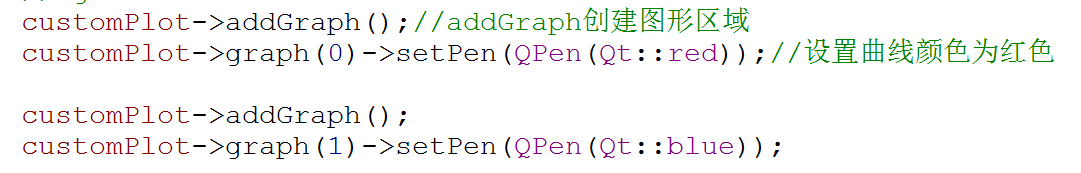 customPlot->addGraph();//addGraph创建图形区域
customPlot->graph(0)->setPen(QPen(Qt::red));//设置曲线颜色为红色
customPlot->addGraph();
customPlot->graph(1)->setPen(QPen(Qt::blue));